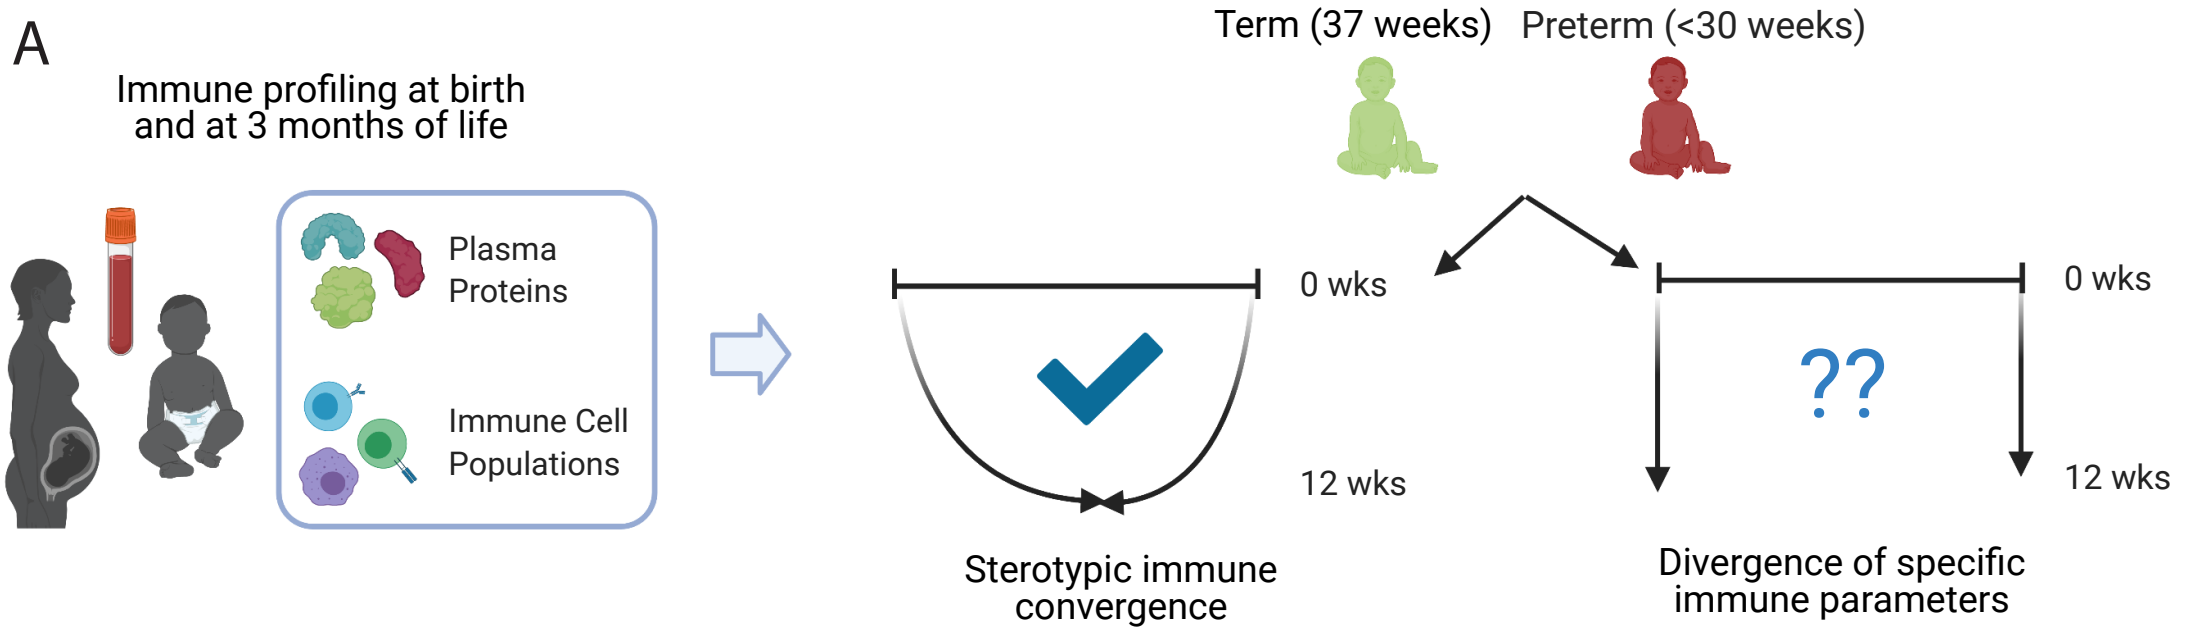 A
Immune profiling at birth
and at 3 months of life
Plasma
Proteins
Immune Cell
Populations
Term (37 weeks)
Preterm (<30 weeks)
0 wks
12 wks
Sterotypic immune
convergence
0 wks
??
12 wks
Divergence of specific
immune parameters